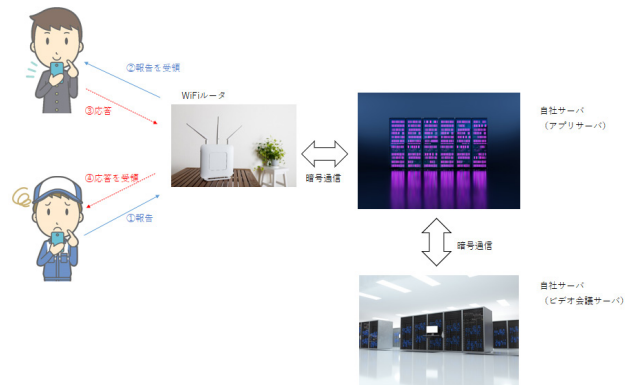 ②報告を受領
③応答
WiFiルータ
自社サーバ
（アプリサーバ）
暗号通信
④応答を受領
①報告
暗号通信
自社サーバ
（ビデオ会議サーバ）